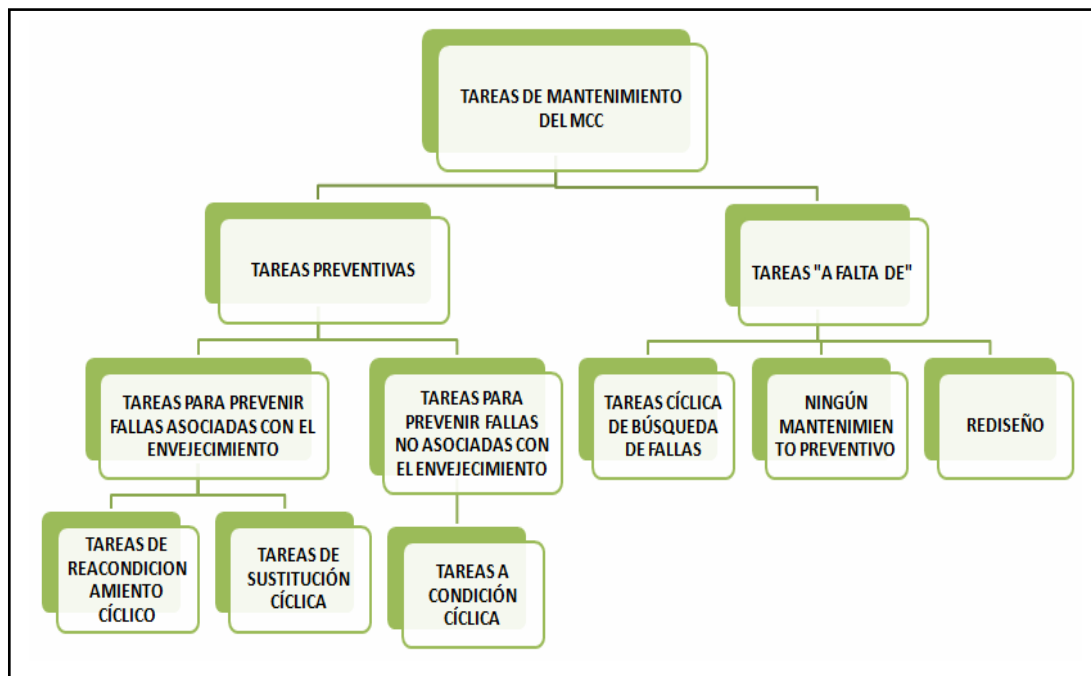 TAREAS DE MANTENIMIENTO
DEL MCC
TAREAS PREVENTIVAS
TAREAS "A FALTA DE"
TAREAS PARA PREVENIR
FALLAS ASOCIADAS CON EL
ENVEJECIMIENTO
TAREAS PARA
PREVENIR FALLAS
NO ASOCIADAS CON
EL ENVEJECIMIENTO
TAREAS CÍCLICA
DE BÚSQUEDA
DE FALLAS
NINGÚN
MANTENIMIEN
TO PREVENTIVO
REDISEÑO
TAREAS DE
REACONDICION
AMIENTO
CÍCLICO
TAREAS DE
SUSTITUCIÓN
CÍCLICA
TAREAS A
CONDICIÓN
CÍCLICA